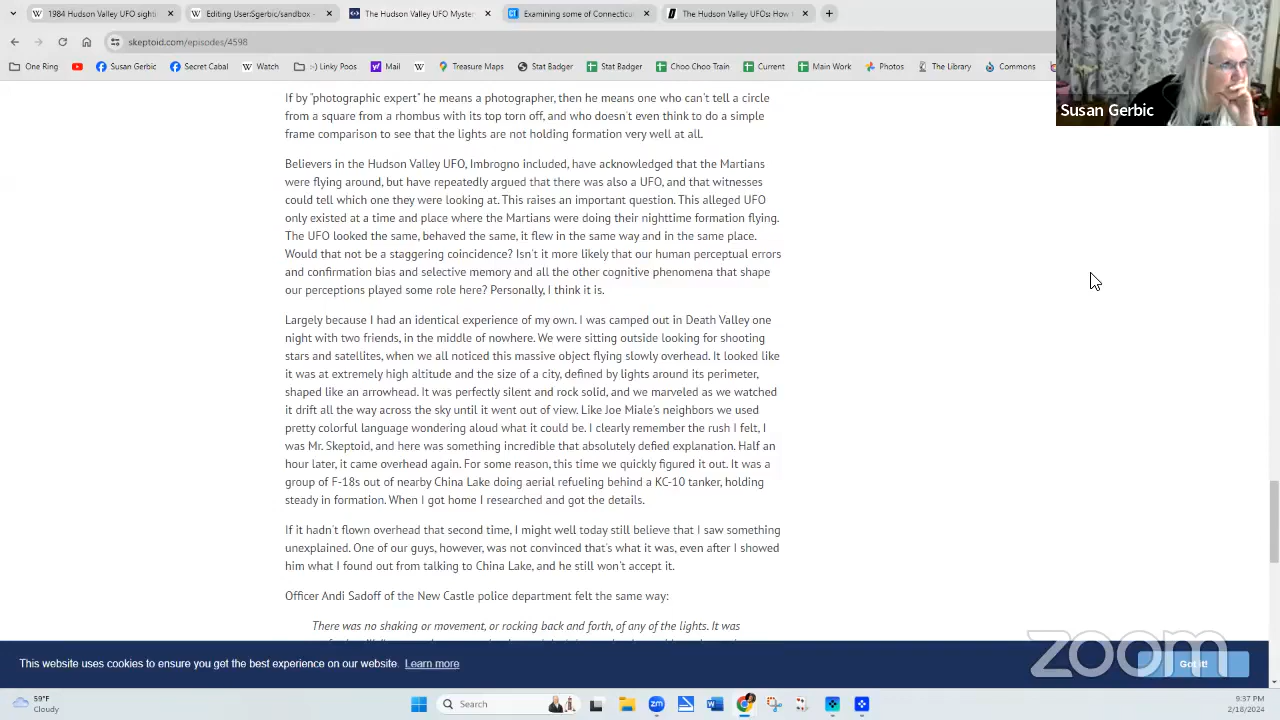 1984 Hudson Valley UFO sighti
Editing UserSgerbic/sandbox -
The Hudson Valley UFO Myster
Examining some of Connecticut
The Hudson Valley UFOs: How
skeptoid.com/episodes/4598
One Ring
Susan Gerbic
Secret Cabal
Watch
:-) Linky Poos
Mail
Treasure Maps
Stat Badger
Stat Badger
Choo Choo Train
Current
Main Work
Photos
The Library
Commons
Susan Gerbic
If by "photographic expert" he means a photographer, then he means one who can't tell a circle
from a square from a rhombus with its top torn off, and who doesn't even think to do a simple
frame comparison to see that the lights are not holding formation very well at all.
Believers in the Hudson Valley UFO, Imbrogno included, have acknowledged that the Martians
were flying around, but have repeatedly argued that there was also a UFO, and that witnesses
could tell which one they were looking at. This raises an important question. This alleged UFO
only existed at a time and place where the Martians were doing their nighttime formation flying.
The UFO looked the same, behaved the same, it flew in the same way and in the same place.
Would that not be a staggering coincidence? Isn't it more likely that our human perceptual errors
and confirmation bias and selective memory and all the other cognitive phenomena that shape
our perceptions played some role here? Personally, I think it is.
Largely because I had an identical experience of my own. I was camped out in Death Valley one
night with two friends, in the middle of nowhere. We were sitting outside looking for shooting
stars and satellites, when we all noticed this massive object flying slowly overhead. It looked like
it was at extremely high altitude and the size of a city, defined by lights around its perimeter,
shaped like an arrowhead. It was perfectly silent and rock solid, and we marveled as we watched
it drift all the way across the sky until it went out of view. Like Joe Miale's neighbors we used
pretty colorful language wondering aloud what it could be. I clearly remember the rush I felt, I
was Mr. Skeptoid, and here was something incredible that absolutely defied explanation. Half an
hour later, it came overhead again. For some reason, this time we quickly figured it out. It was a
group of F-18s out of nearby China Lake doing aerial refueling behind a KC-10 tanker, holding
steady in formation. When I got home I researched and got the details.
If it hadn't flown overhead that second time, I might well today still believe that I saw something
unexplained. One of our guys, however, was not convinced that's what it was, even after I showed
him what I found out from talking to China Lake, and he still won't accept it.
Officer Andi Sadoff of the New Castle police department felt the same way:
There was no shaking or movement, or rocking back and forth, of any of the lights. It was
This website uses cookies to ensure you get the best experience on our website. Learn more
Got it!
zoom
59°F
Cloudy
Search
9:37 PM
2/18/2024